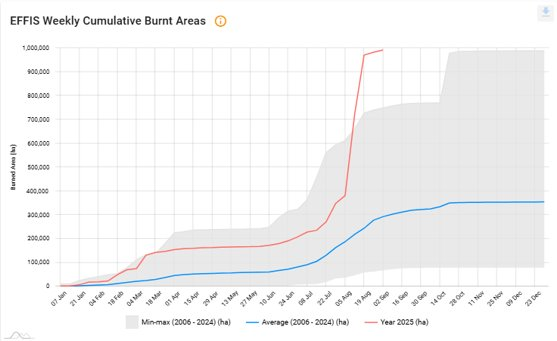 EFFIS Weekly Cumulative Burnt Areas
1,000,000
900,000
800,000
700,000
600,000
500,000
400,000
300,000
200,000
100,000
0
Burned Area (ha)
07 Jan
21 Jan
04 Feb
18 Feb
04 Mar
18 Mar
01 Apr
15 Apr
29 Apr
13 May
27 May
10 Jun
24 Jun
08 Jul
22 Jul
05 Aug
19 Aug
02 Sep
16 Sep
30 Sep
14 Oct
28 Oct
11 Nov
25 Nov
09 Dec
23 Dec
Min-max (2006 - 2024) (ha)
Average (2006 - 2024) (ha)
Year 2025 (ha)